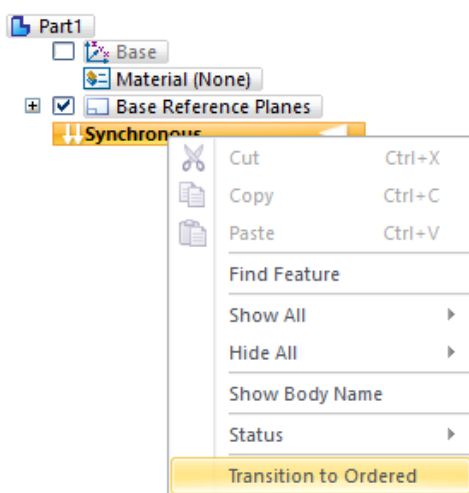 Part1
Base
Material (None)
Base Reference Planes
Synchronous
Cut Ctrl+X
Copy Ctrl+C
Paste Ctrl+V
Find Feature
Show All
Hide All
Show Body Name
Status
Transition to Ordered